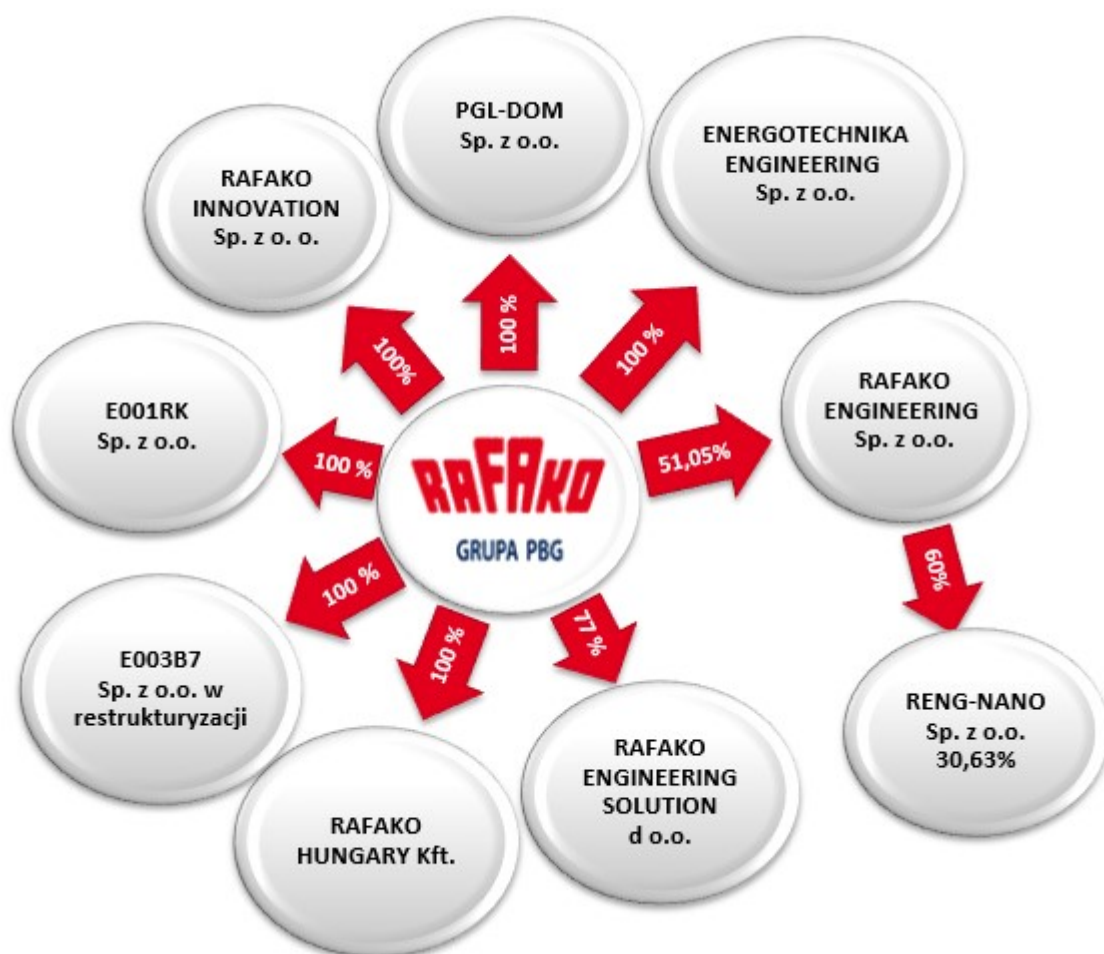 PGL-DOM
Sp. z o.o.
ENERGOTECHNIKA
ENGINEERING
Sp. z o.o.
RAFAKO
INNOVATION
Sp. z o. o.
100%
100 %
100 %
E001RK
Sp. z o.o.
100 %
RAFAKO
GRUPA PBG
51,05%
RAFAKO
ENGINEERING
Sp. z o.o.
60%
E003B7
Sp. z o.o. w
restrukturyzacji
100 %
100 %
77 %
RAFAKO
HUNGARY Kft.
RAFAKO
ENGINEERING
SOLUTION
d o.o.
RENG-NANO
Sp. z o.o.
30,63%